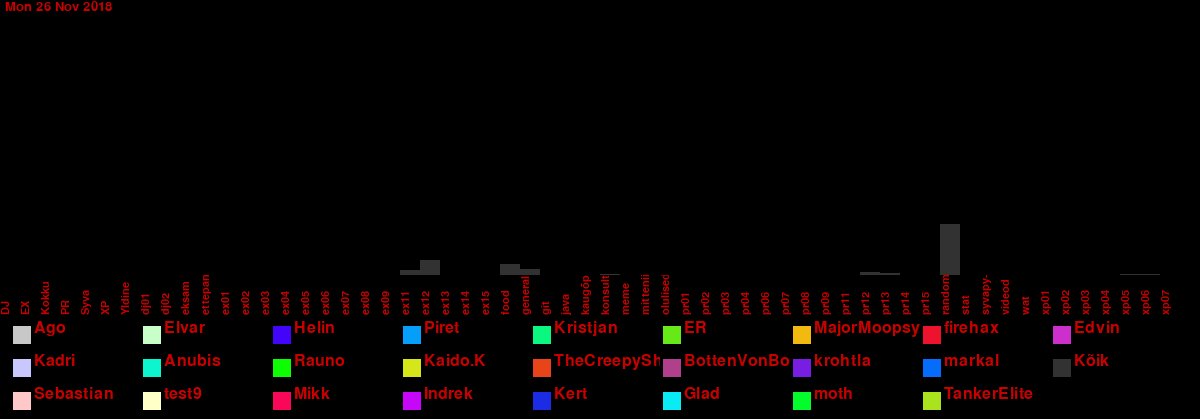 Mon 26 Nov 2018
DJ EX Kokku PR Syva XP Yldine dj01 dj02 eksam ettepan ex01 ex02 ex03 ex04 ex05 ex06 ex07 ex08 ex09 ex11 ex12 ex13 ex14 ex15 food general git java kaugõp konsult meme mitteni olulised pr01 pr02 pr03 pr04 pr06 pr07 pr08 pr09 pr11 pr12 pr13 pr14 pr15 random stat syvapy- videod wat xp01 xp02 xp03 xp04 xp05 xp06 xp07
Ago Elvar Helin Piret Kristjan ER MajorMoopsy firehax Edvin
Kadri Anubis Rauno Kaido.K TheCreepySh BottenVonBo krohtla markal Kõik
Sebastian test9 Mikk Indrek Kert Glad moth TankerElite